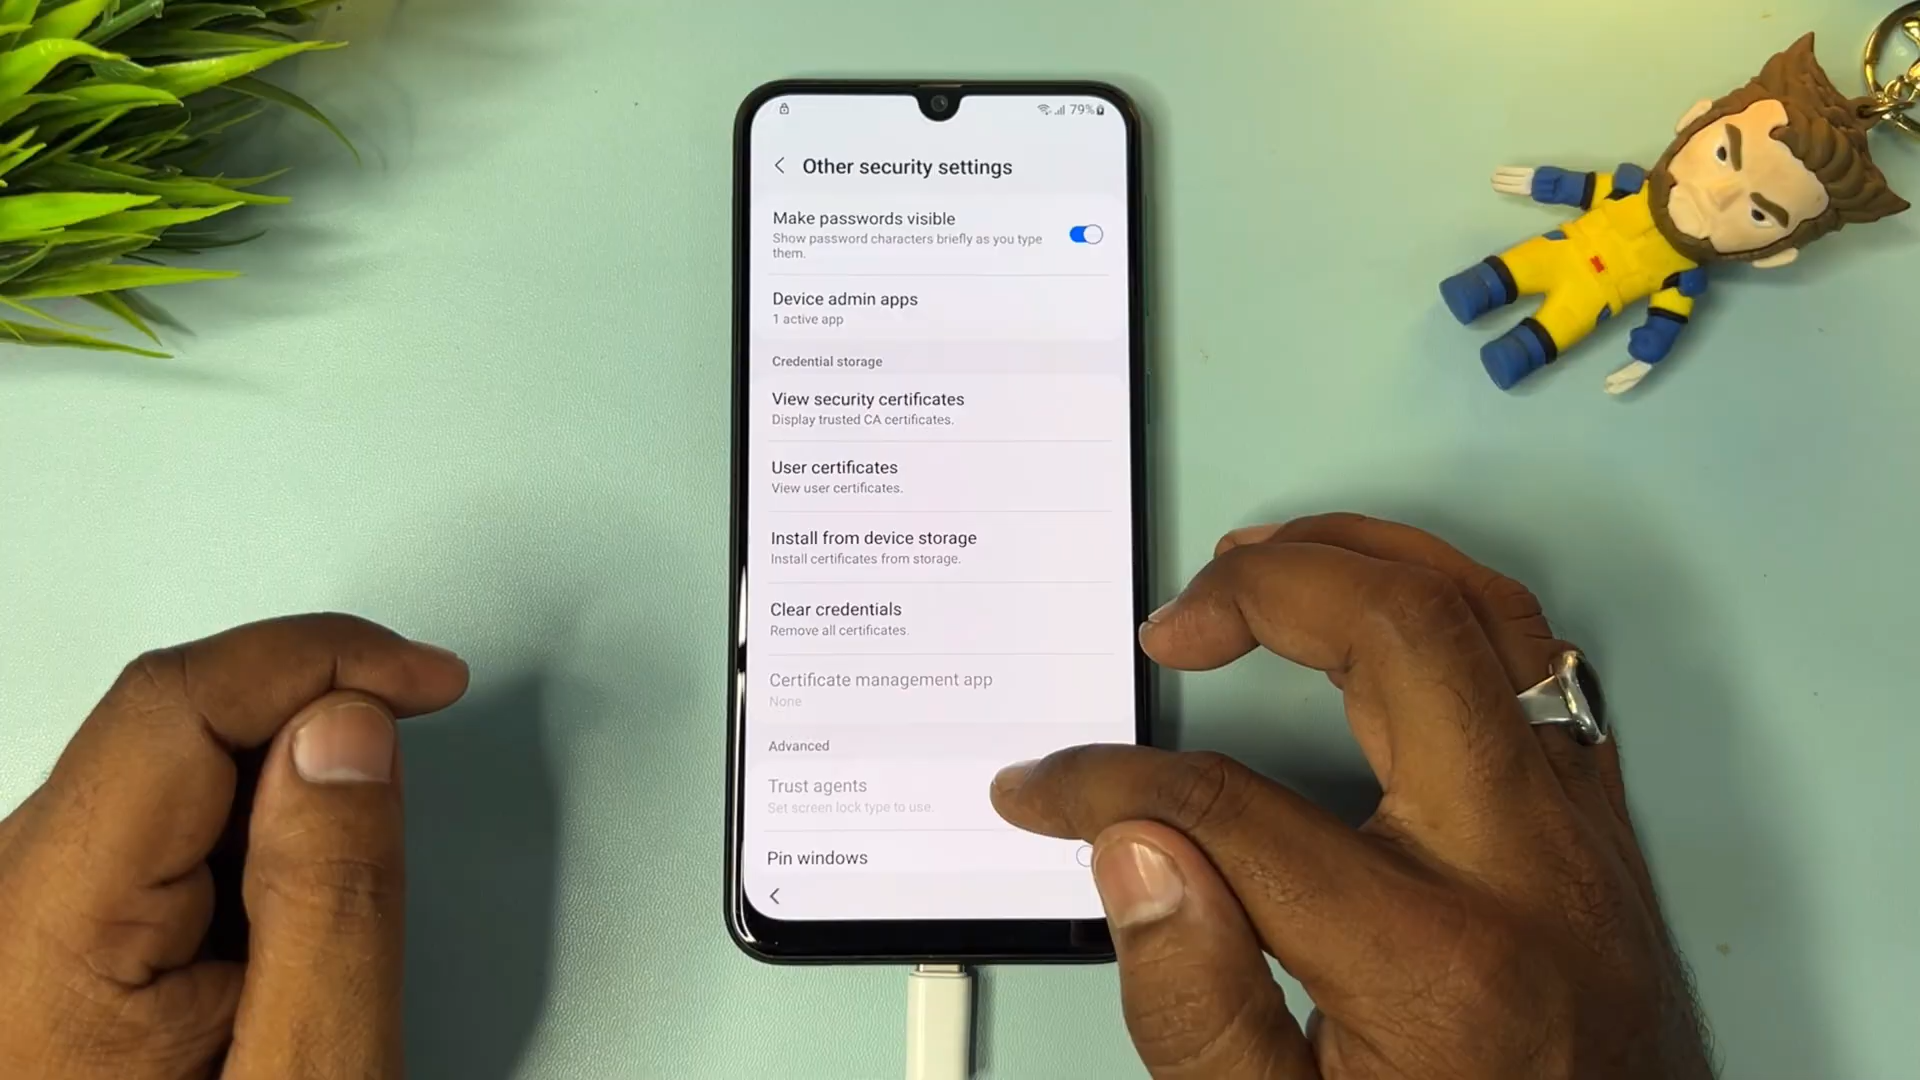 79%
Other security settings
Make passwords visible
Show password characters briefly as you type
them.
Device admin apps
1 active app
Credential storage
View security certificates
Display trusted CA certificates.
User certificates
View user certificates.
Install from device storage
Install certificates from storage.
Clear credentials
Remove all certificates.
Certificate management app
None
Advanced
Trust agents
Set screen lock type to use.
Pin windows